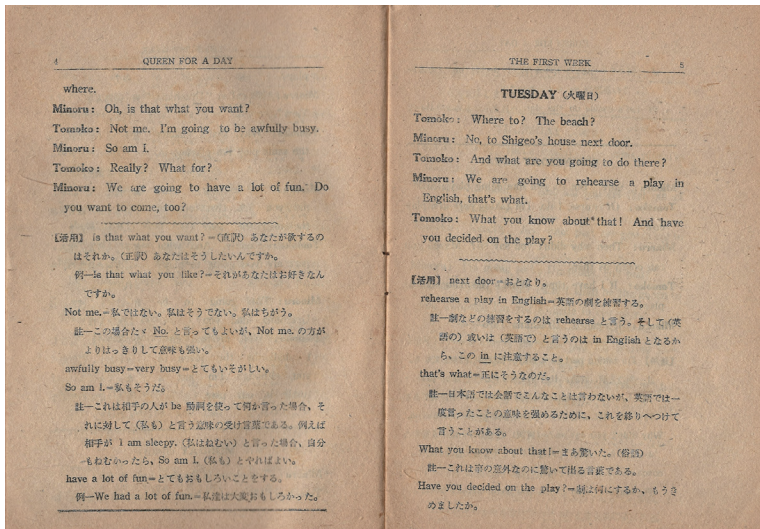 4 QUEEN FOR A DAY
where.
Minoru: Oh, is that what you want?
Tomoko: Not me. I'm going to be awfully busy.
Minoru: So am I.
Tomoko: Really? What for?
Minoru: We are going to have a lot of fun. Do
you want to come, too?
【活用】 is that what you want?=(直訳) あなたが欲するの
はそれか。(正訳) あなたはそうしたいんですか。
例—is that what you like?=それがあなたはお好きなん
ですか。
Not me.=私ではない。私はそうでない。私はちがう。
註—この場合たゞ No. と言ってもよいが、Not me. の方が
よりはっきりして意味も強い。
awfully busy=very busy=とてもいそがしい。
So am I.=私もそうだ。
註—これは相手の人が be 動詞を使って何か言った場合、そ
れに対して (私も) と言う意味の受け言葉である。例えば
相手が I am sleepy. (私はねむい) と言った場合、自分
もねむかったら、So am I. (私も) とやればよい。
have a lot of fun=とてもおもしろいことをする。
例—We had a lot of fun.=私達は大変おもしろかった。
THE FIRST WEEK 5
TUESDAY (火曜日)
Tomoko: Where to? The beach?
Minoru: No, to Shigeo's house next door.
Tomoko: And what are you going to do there?
Minoru: We are going to rehearse a play in
English, that's what.
Tomoko: What you know about that! And have
you decided on the play?
【活用】 next door=おとなり。
rehearse a play in English=英語の劇を練習する。
註—劇などの練習をするのは rehearse と言う。そして (英
語の) 或いは (英語で) と言うのは in English となるか
ら、この in に注意すること。
that's what=正にそうなのだ。
註—日本語では会話でこんなことは言わないが、英語では一
度言ったことの意味を強めるために、これを終りへつけて
言うことがある。
What you know about that!=まあ驚いた。(俗語)
註—これは事の意外なのに驚いて出る言葉である。
Have you decided on the play?=劇は何にするか、もうき
めましたか。